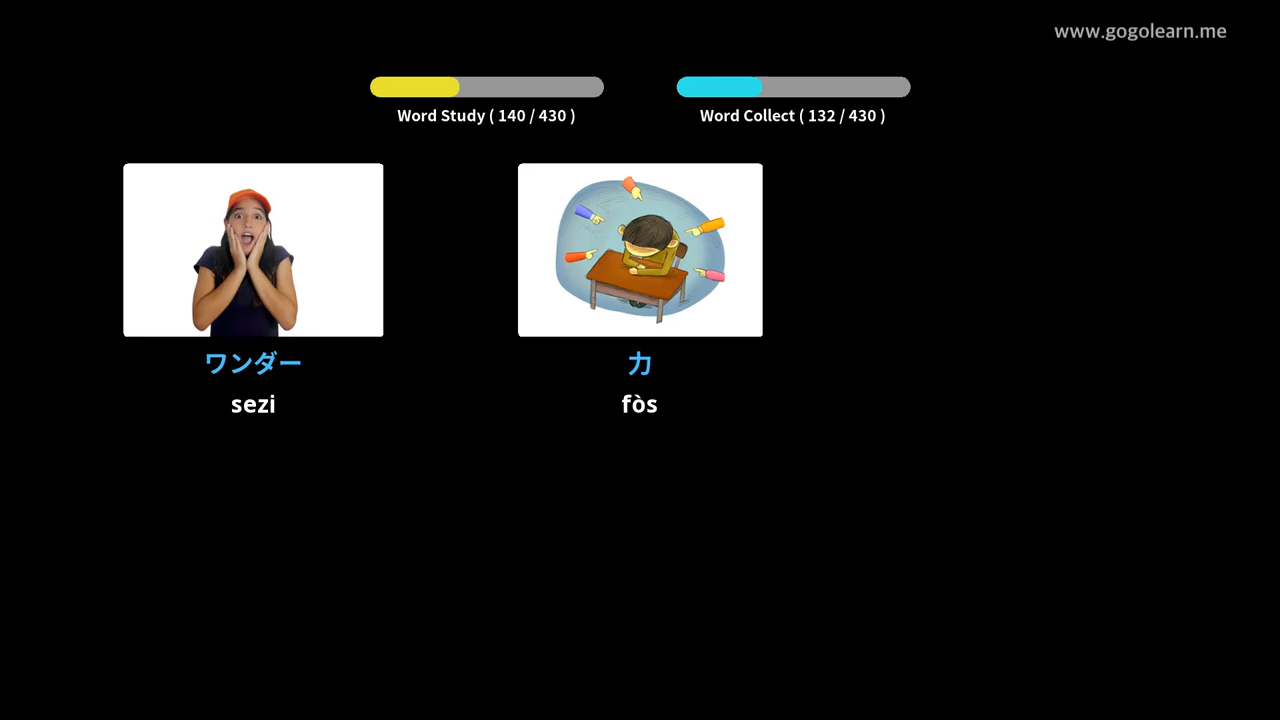 www.gogolearn.me
Word Study ( 140 / 430 )
Word Collect ( 132 / 430 )
ワンダー
力
sezi
fòs